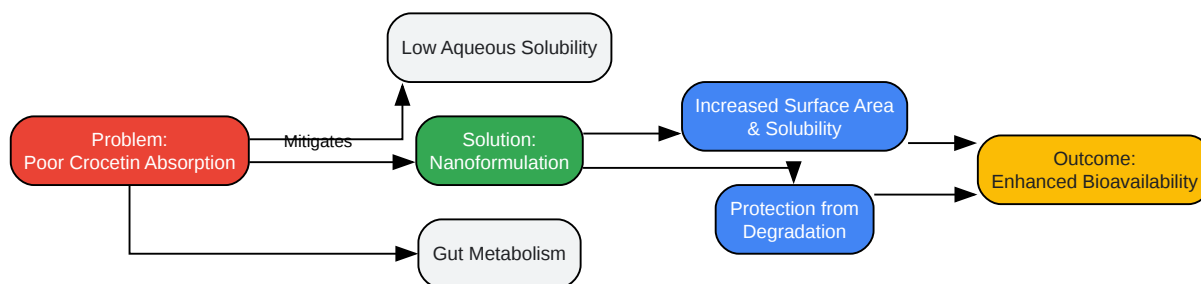 Low Aqueous Solubility
Problem:
Poor Crocetin Absorption
Mitigates
Solution:
Nanoformulation
Increased Surface Area
& Solubility
Outcome:
Enhanced Bioavailability
Protection from
Degradation
Gut Metabolism